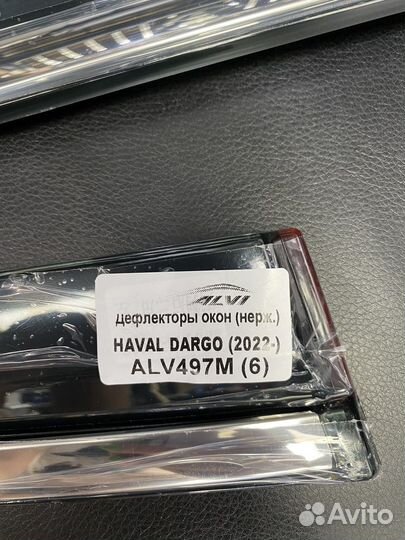 ALVI
Дефлекторы окон (нерж.)
HAVAL DARGO (2022-)
ALV497M (6)
Avito